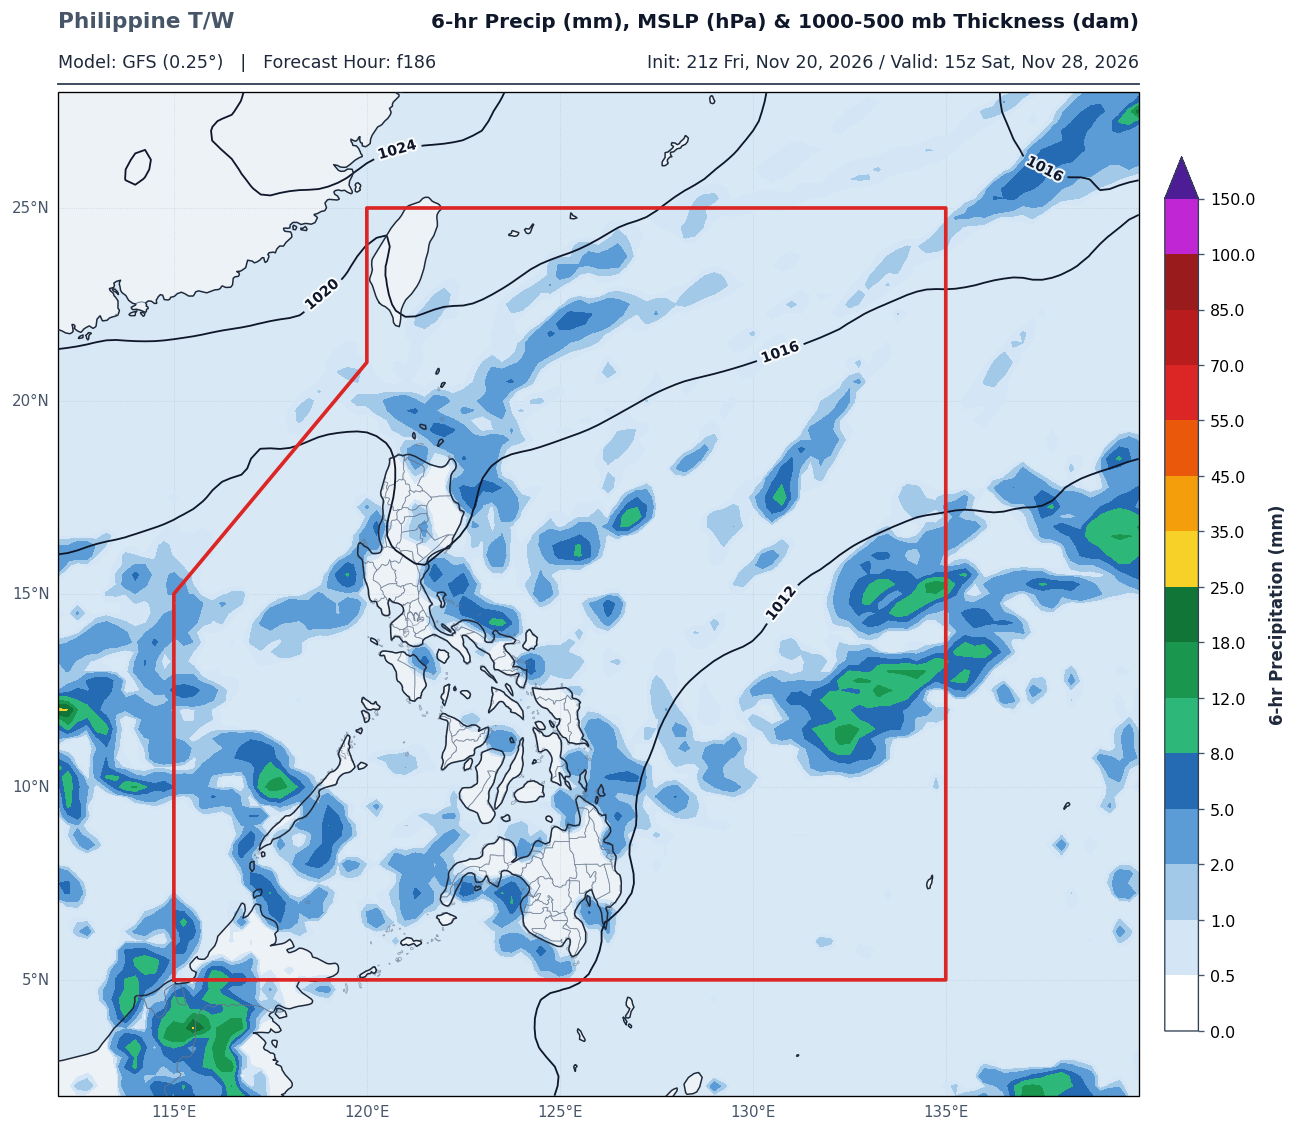 Philippine T/W
6-hr Precip (mm), MSLP (hPa) & 1000-500 mb Thickness (dam)
Model: GFS (0.25°) | Forecast Hour: f186
Init: 21z Fri, Nov 20, 2026 / Valid: 15z Sat, Nov 28, 2026
1024
1016
1020
1016
1012
25°N
20°N
15°N
10°N
5°N
115°E
120°E
125°E
130°E
135°E
150.0
100.0
85.0
70.0
55.0
45.0
35.0
25.0
18.0
12.0
8.0
5.0
2.0
1.0
0.5
0.0
6-hr Precipitation (mm)